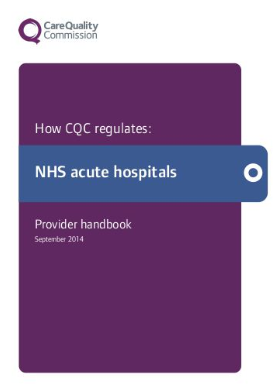 CareQuality
Commission
How CQC regulates:
NHS acute hospitals
Provider handbook
September 2014